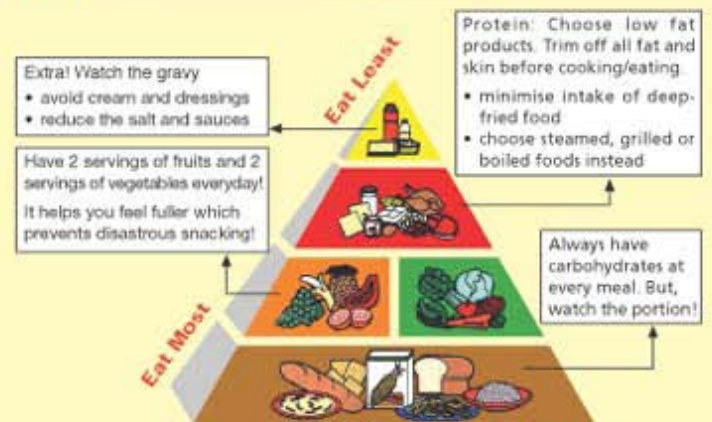 Extra! Watch the gravy
• avoid cream and dressings
• reduce the salt and sauces
Have 2 servings of fruits and 2
servings of vegetables everyday!
It helps you feel fuller which
prevents disastrous snacking!
Eat Least
Eat Most
Protein: Choose low fat
products. Trim off all fat and
skin before cooking/eating
• minimise intake of deep-
fried food
• choose steamed, grilled or
boiled foods instead
Always have
carbohydrates at
every meal. But,
watch the portion!